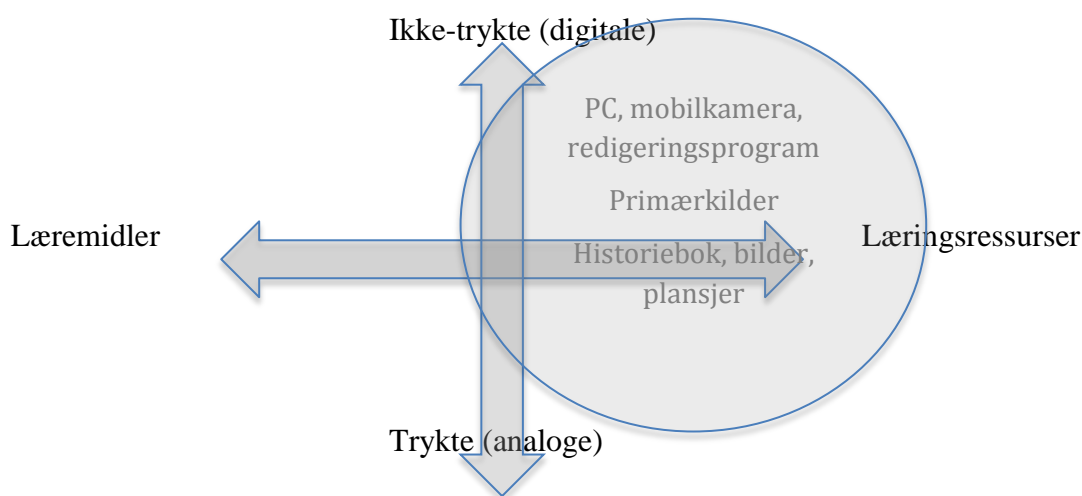 Ikke-trykte (digitale)
PC, mobilkamera,
redigeringsprogram
Primærkilder
Læremidler
Læringsressurser
Historiebok, bilder,
plansjer
Trykte (analoge)